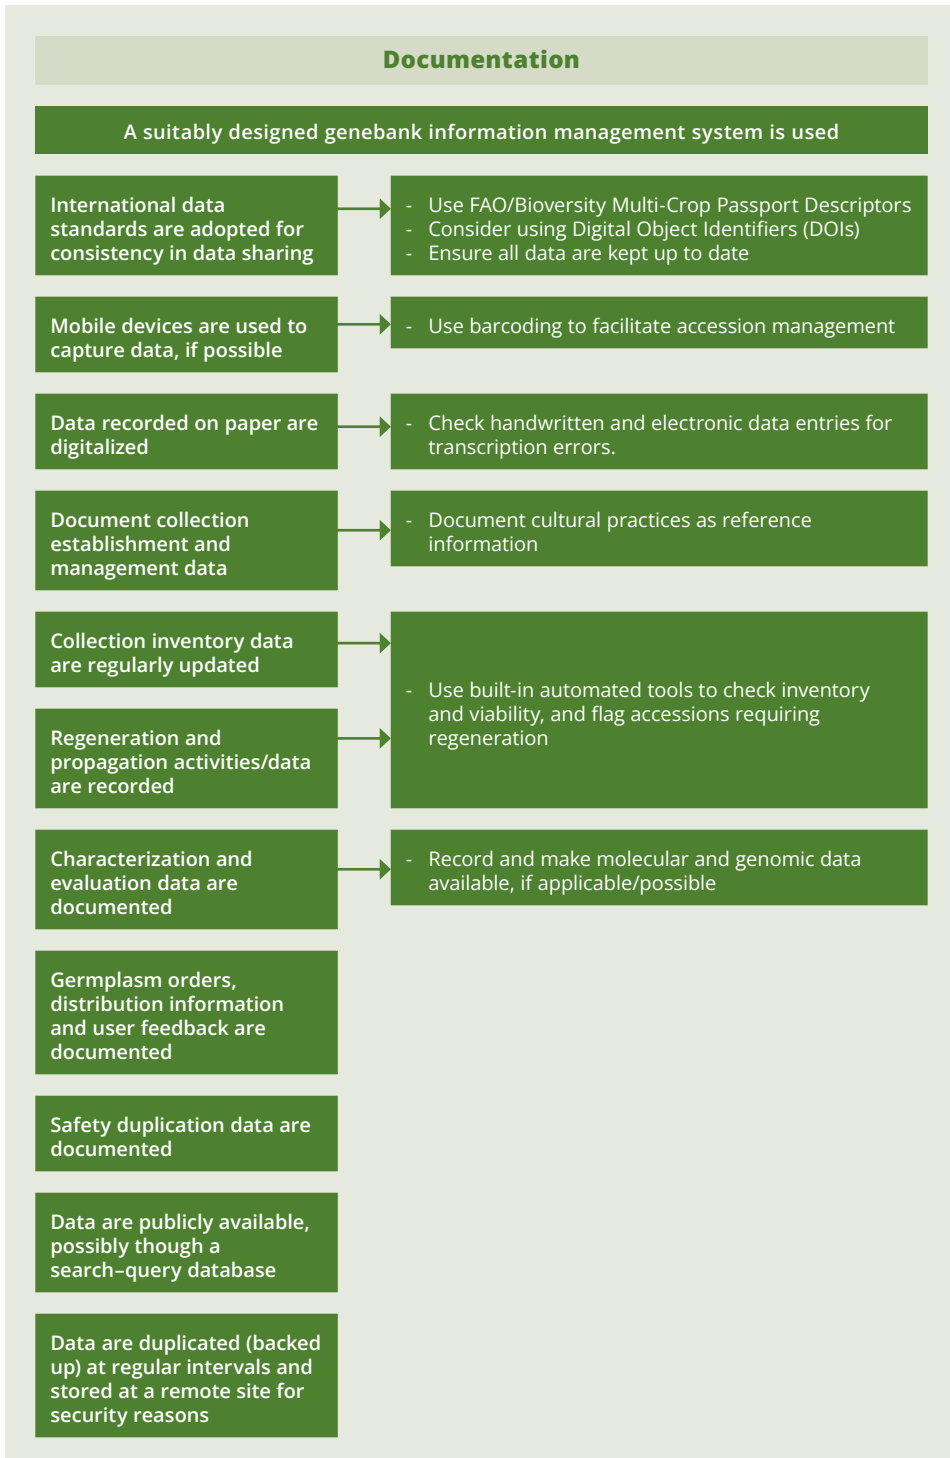 Documentation
A suitably designed genebank information management system is used
International data
standards are adopted for
consistency in data sharing
- Use FAO/Bioversity Multi-Crop Passport Descriptors
- Consider using Digital Object Identifiers (DOIs)
- Ensure all data are kept up to date
Mobile devices are used to
capture data, if possible
- Use barcoding to facilitate accession management
Data recorded on paper are
digitalized
- Check handwritten and electronic data entries for
transcription errors.
Document collection
establishment and
management data
- Document cultural practices as reference
information
Collection inventory data
are regularly updated
Regeneration and
propagation activities/data
are recorded
- Use built-in automated tools to check inventory
and viability, and flag accessions requiring
regeneration
Characterization and
evaluation data are
documented
- Record and make molecular and genomic data
available, if applicable/possible
Germplasm orders,
distribution information
and user feedback are
documented
Safety duplication data are
documented
Data are publicly available,
possibly though a
search–query database
Data are duplicated (backed
up) at regular intervals and
stored at a remote site for
security reasons